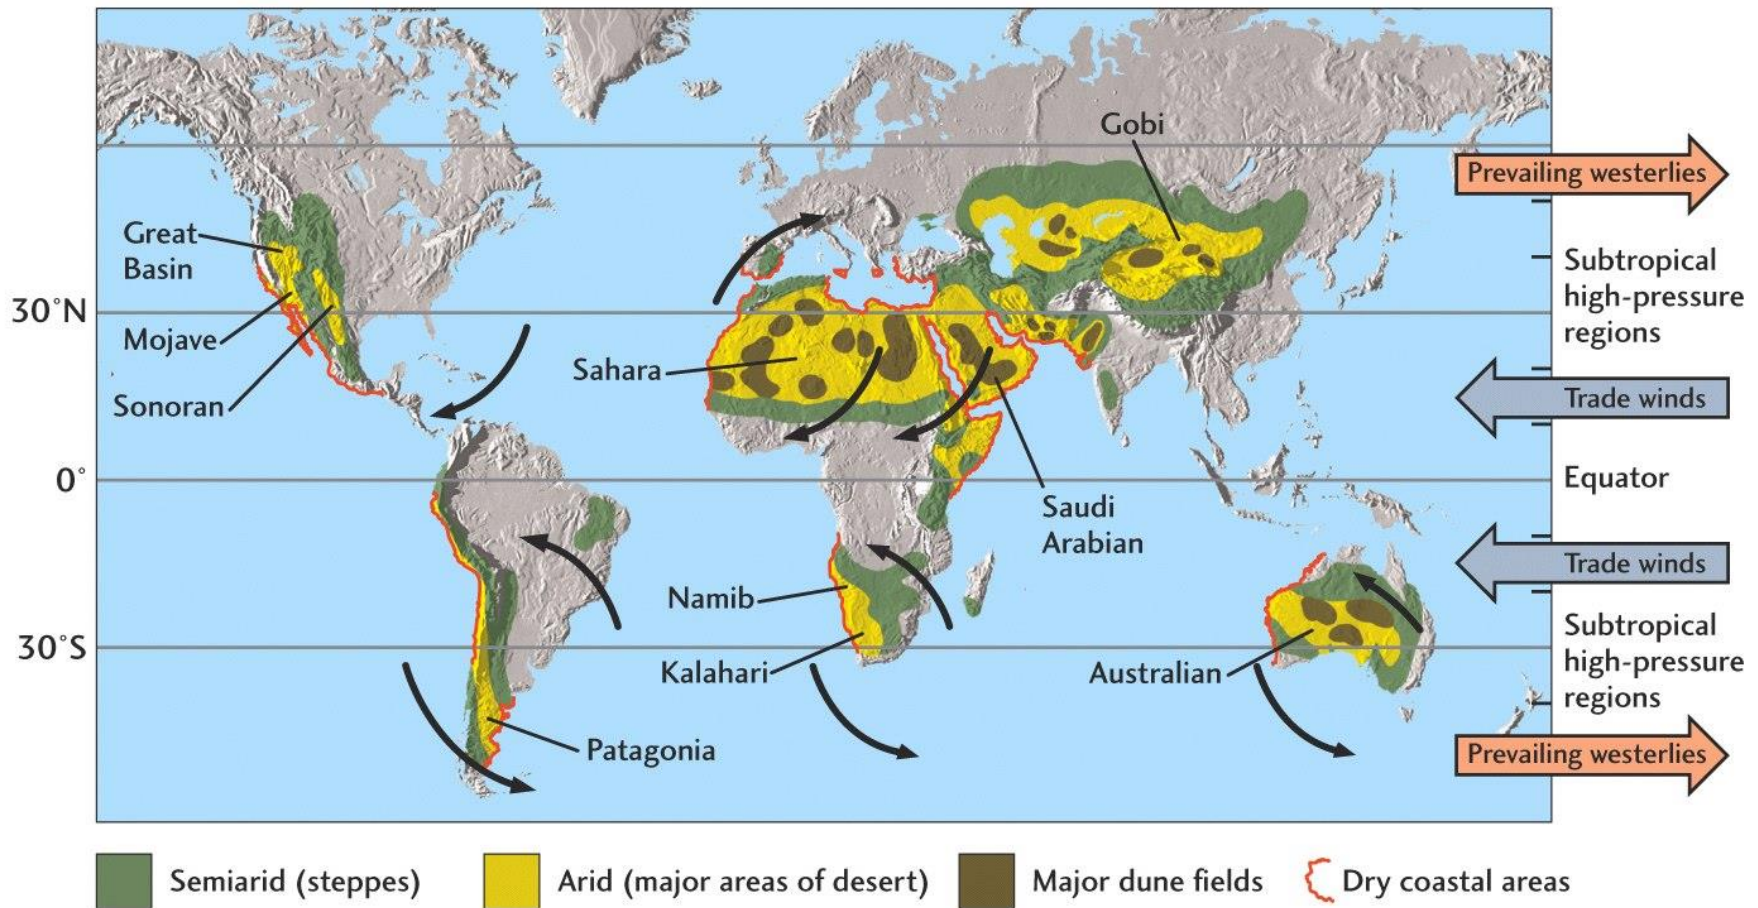 Gobi
Prevailing westerlies
Great
Basin
Subtropical
high-pressure
regions
30°N
Mojave
Sahara
Sonoran
Trade winds
0°
Equator
Saudi
Arabian
Trade winds
Namib
Subtropical
high-pressure
regions
30°S
Kalahari
Australian
Patagonia
Prevailing westerlies
Semiarid (steppes)
Arid (major areas of desert)
Major dune fields
Dry coastal areas